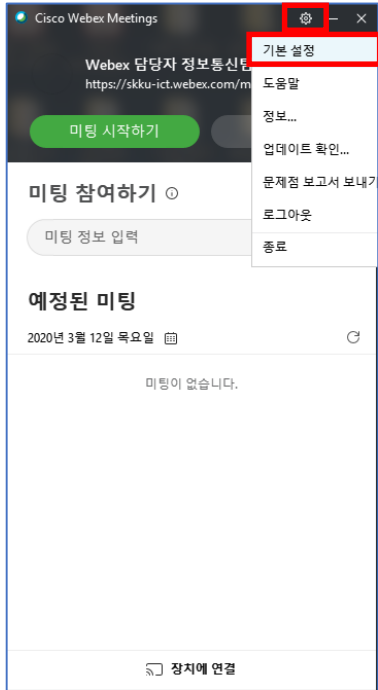 Cisco Webex Meetings
Webex 담당자 정보통신팀
https://skku-ict.webex.com/m
미팅 시작하기
기본 설정
도움말
정보...
업데이트 확인...
문제점 보고서 보내기
로그아웃
종료
미팅 참여하기
미팅 정보 입력
예정된 미팅
2020년 3월 12일 목요일
미팅이 없습니다.
장치에 연결